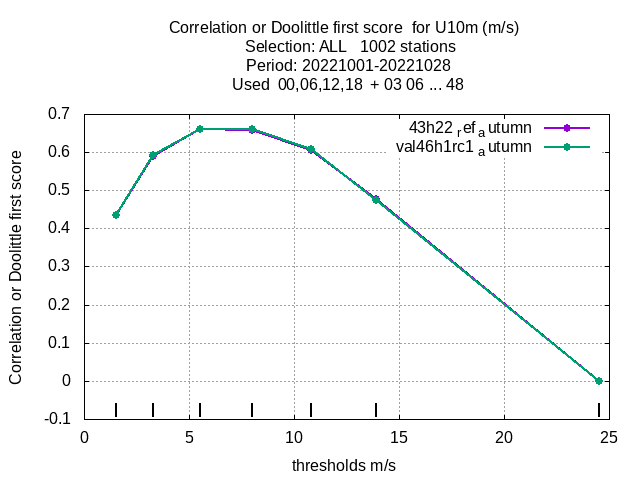 Correlation or Doolittle first score  for U10m (m/s)
Selection: ALL   1002 stations
Period: 20221001-20221028
Used  00,06,12,18  + 03 06 ... 48
43h22 refautumn
val46h1rc1 autumn
Correlation or Doolittle first score
0.7
0.6
0.5
0.4
0.3
0.2
0.1
0
-0.1
0 5 10 15 20 25
thresholds m/s